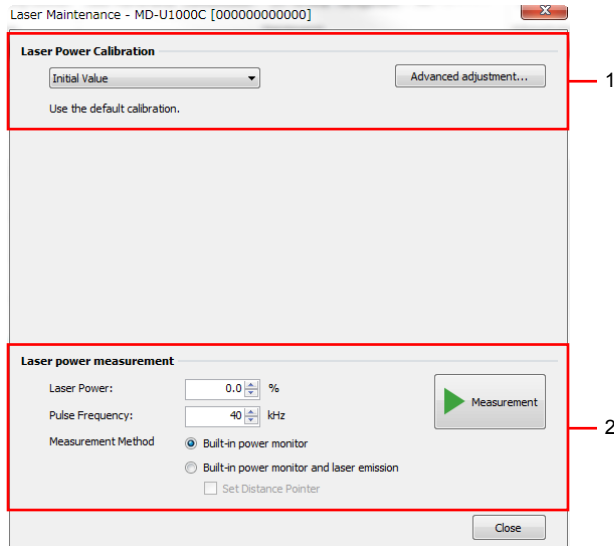 Laser Maintenance - MD-U1000C [000000000000]
Laser Power Calibration
Initial Value
Advanced adjustment...
1
Use the default calibration.
Laser power measurement
Laser Power: 0.0 %
Measurement
Pulse Frequency: 40 kHz
Measurement Method Built-in power monitor
2
Built-in power monitor and laser emission
Set Distance Pointer
Close